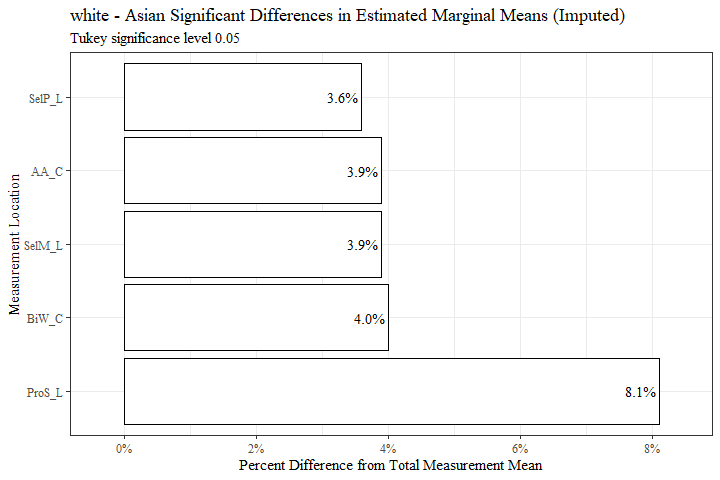 white - Asian Significant Differences in Estimated Marginal Means (Imputed)
Tukey significance level 0.05
Measurement Location
SelP_L
3.6%
AA_C
3.9%
SelM_L
3.9%
BiW_C
4.0%
ProS_L
8.1%
0%
2%
4%
6%
8%
Percent Difference from Total Measurement Mean